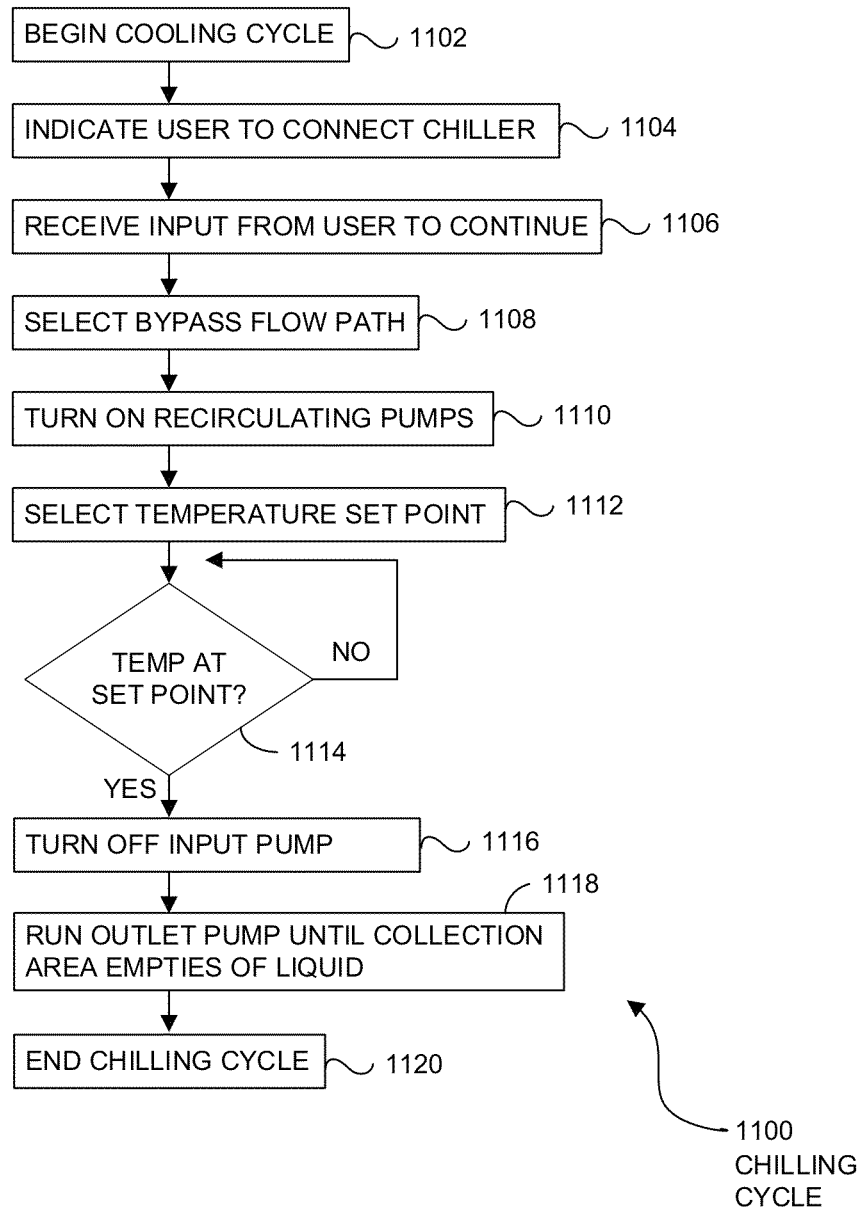 BEGIN COOLING CYCLE
1102
INDICATE USER TO CONNECT CHILLER
1104
RECEIVE INPUT FROM USER TO CONTINUE
1106
SELECT BYPASS FLOW PATH
1108
TURN ON RECIRCULATING PUMPS
1110
SELECT TEMPERATURE SET POINT
1112
TEMP AT
SET POINT?
NO
1114
YES
TURN OFF INPUT PUMP
1116
1118
RUN OUTLET PUMP UNTIL COLLECTION
AREA EMPTIES OF LIQUID
END CHILLING CYCLE
1120
1100
CHILLING
CYCLE